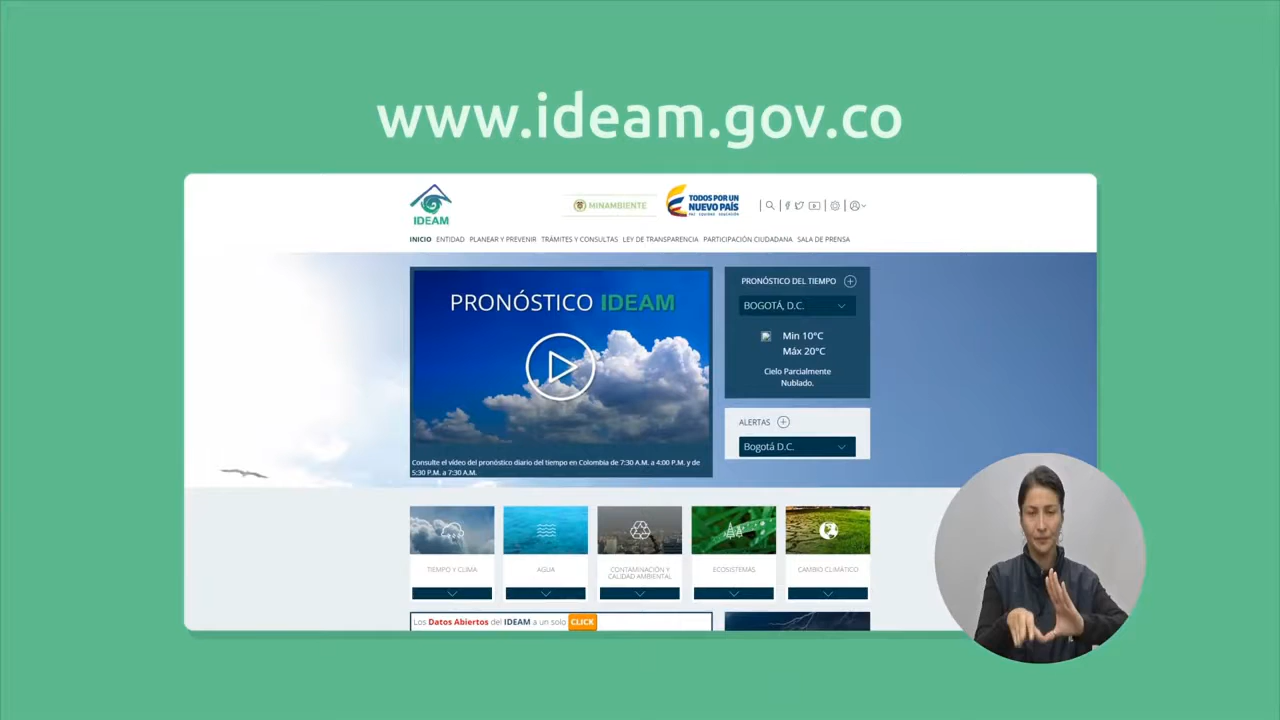 www.ideam.gov.co
IDEAM
MINAMBIENTE
TODOS POR UN
NUEVO PAÍS
PAZ EQUIDAD EDUCACIÓN
INICIO ENTIDAD PLANEAR Y PREVENIR TRÁMITES Y CONSULTAS LEY DE TRANSPARENCIA PARTICIPACIÓN CIUDADANA SALA DE PRENSA
PRONÓSTICO IDEAM
Consulte el vídeo del pronóstico diario del tiempo en Colombia de 7:30 A.M. a 4:00 P.M. y de
5:30 P.M. a 7:30 A.M.
PRONÓSTICO DEL TIEMPO
BOGOTÁ, D.C.
Min 10°C
Máx 20°C
Cielo Parcialmente
Nublado.
ALERTAS
Bogotá D.C.
TIEMPO Y CLIMA
AGUA
CONTAMINACIÓN Y
CALIDAD AMBIENTAL
ECOSISTEMAS
CAMBIO CLIMÁTICO
Los Datos Abiertos del IDEAM a un solo CLICK